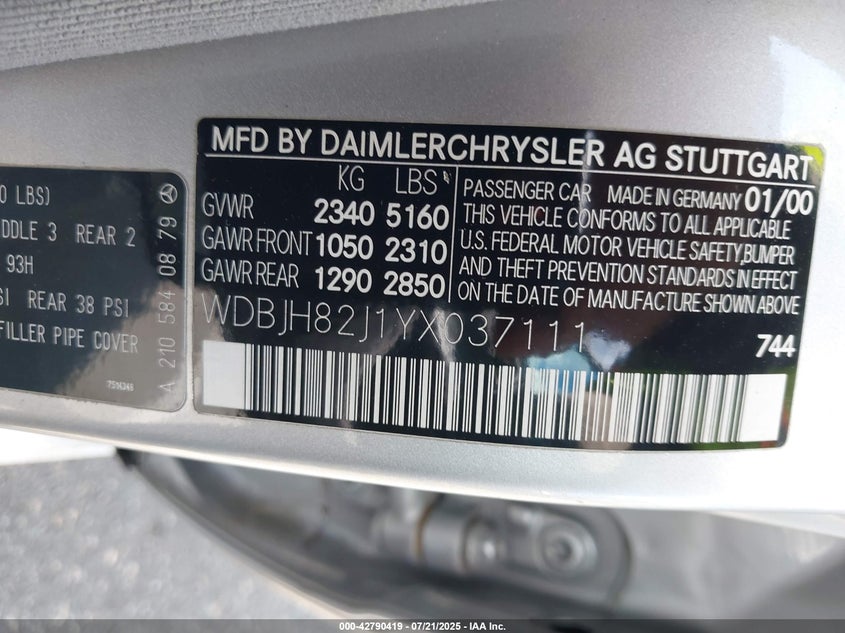 0 LBS)
DDLE 3 REAR 2
93H
SI REAR 38 PSI
FILLER PIPE COVER
7514349
A 210 584 08 79
MFD BY DAIMLERCHRYSLER AG STUTTGART
KG LBS
GVWR 2340 5160
GAWR FRONT 1050 2310
GAWR REAR 1290 2850
PASSENGER CAR MADE IN GERMANY 01/00
THIS VEHICLE CONFORMS TO ALL APPLICABLE
U.S. FEDERAL MOTOR VEHICLE SAFETY, BUMPER
AND THEFT PREVENTION STANDARDS IN EFFECT
ON THE DATE OF MANUFACTURE SHOWN ABOVE
WDBJH82J1YX037111
744
000-42790419 - 07/21/2025 - IAA Inc.